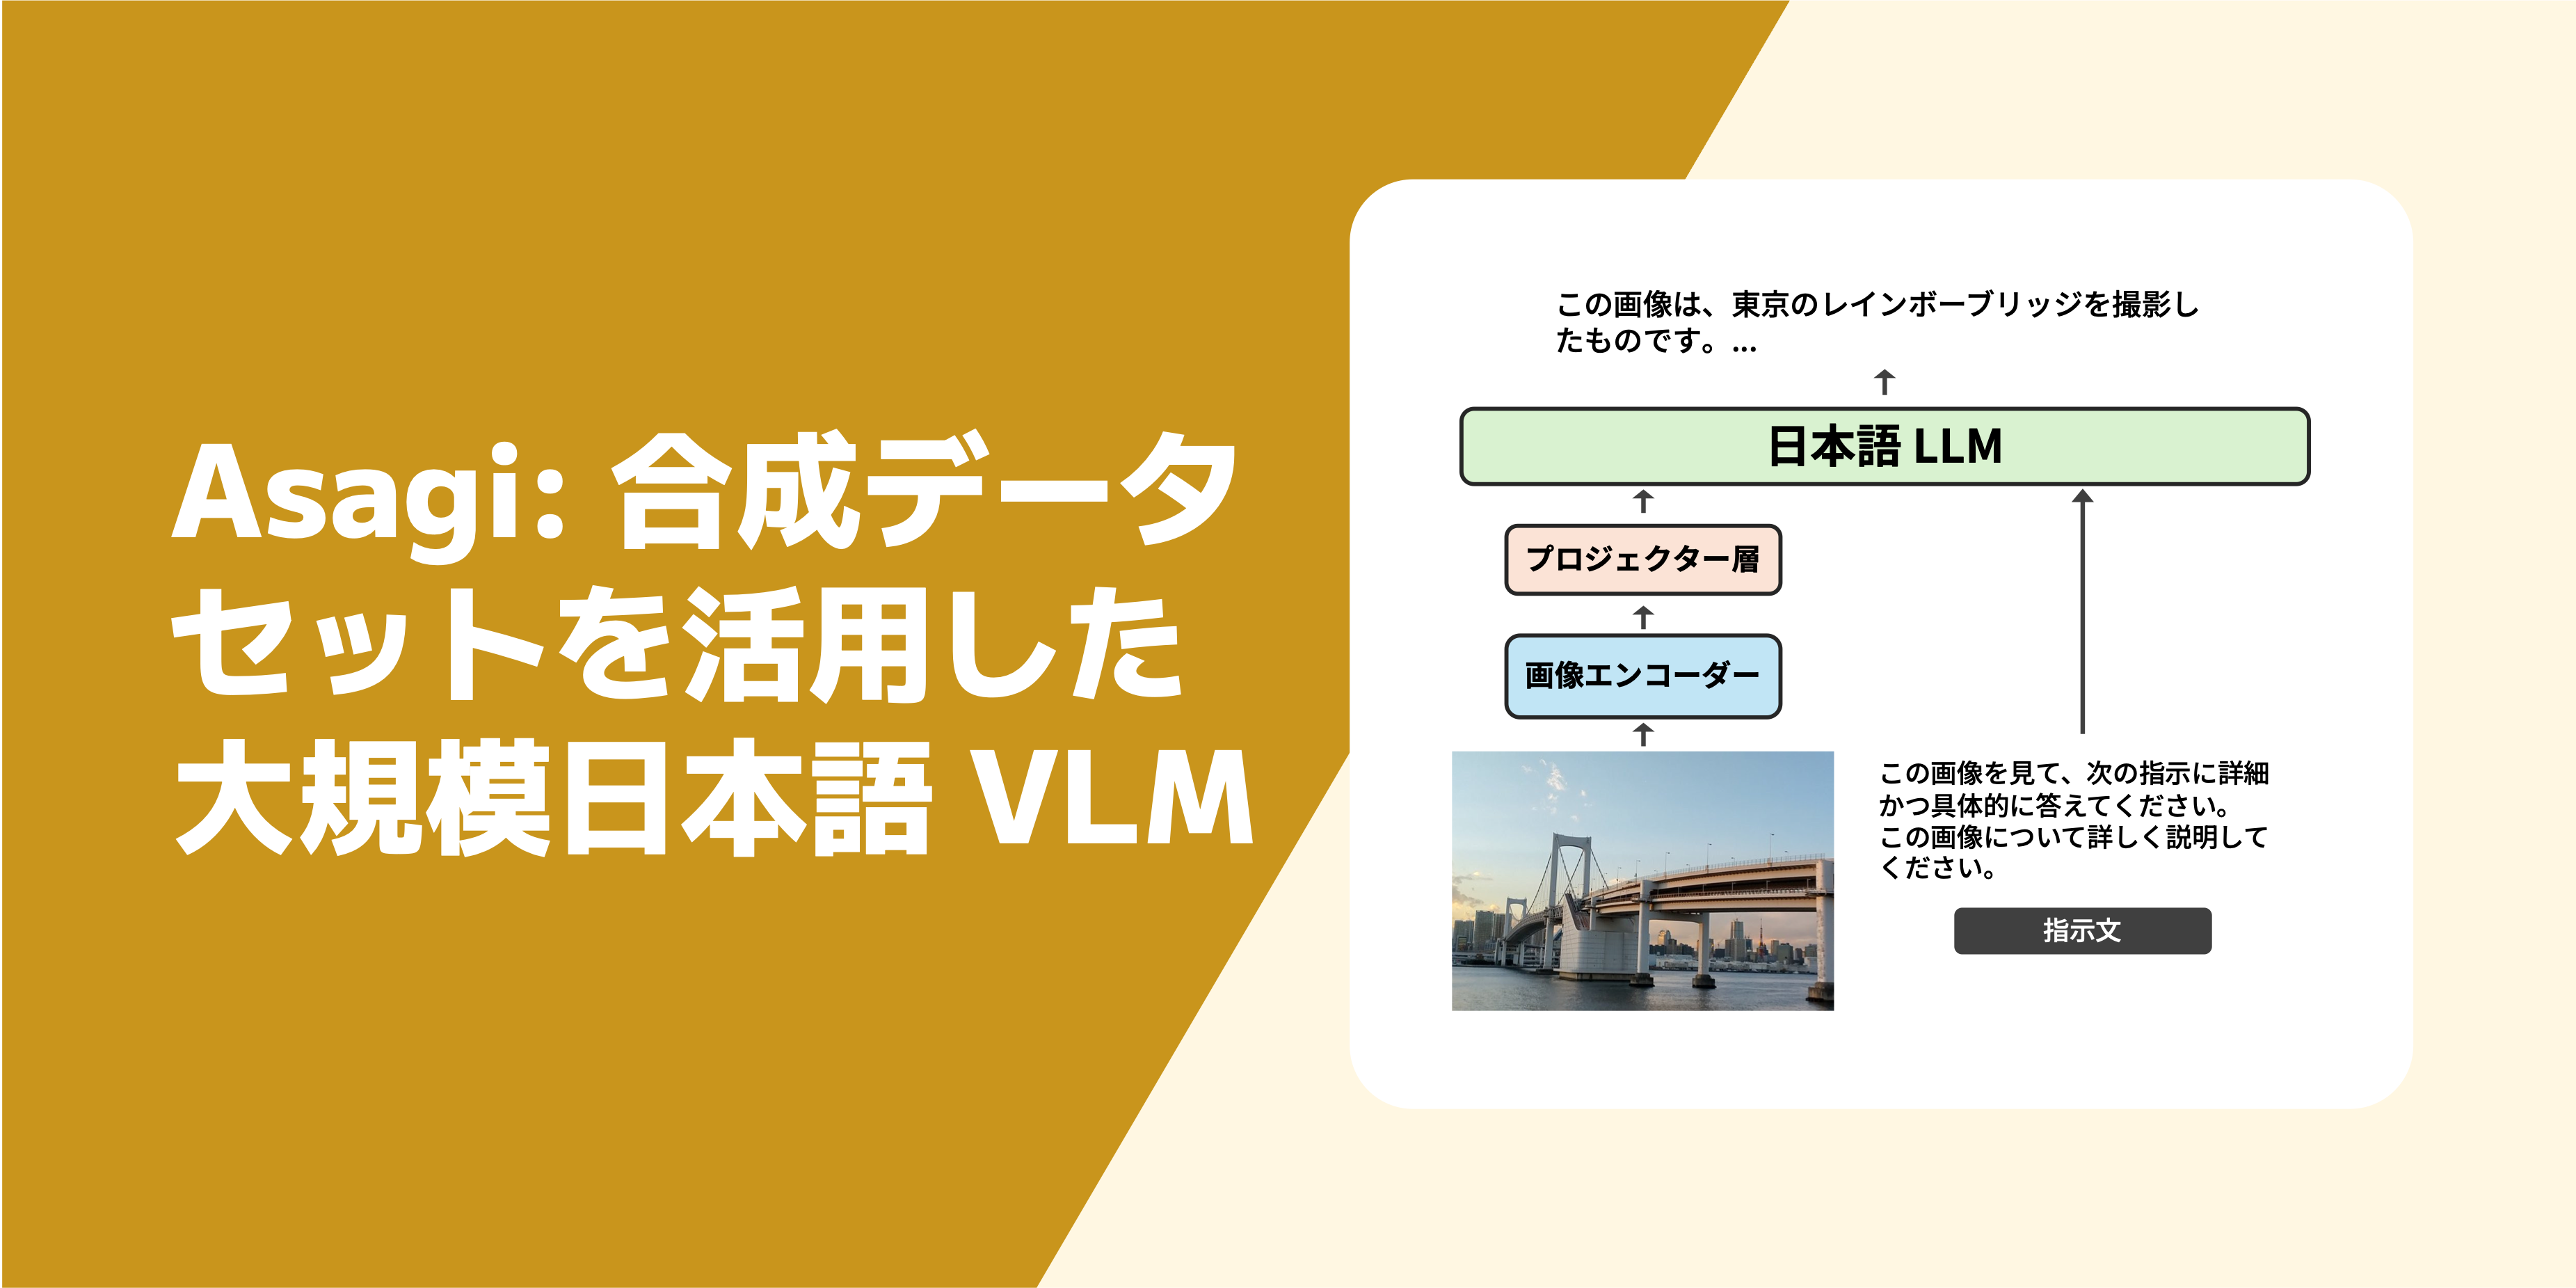 Asagi: 合成データ
セットを活用した
大規模日本語 VLM
この画像は、東京のレインボーブリッジを撮影し
たものです。...
日本語 LLM
プロジェクター層
画像エンコーダー
この画像を見て、次の指示に詳細
かつ具体的に答えてください。
この画像について詳しく説明して
ください。
指示文